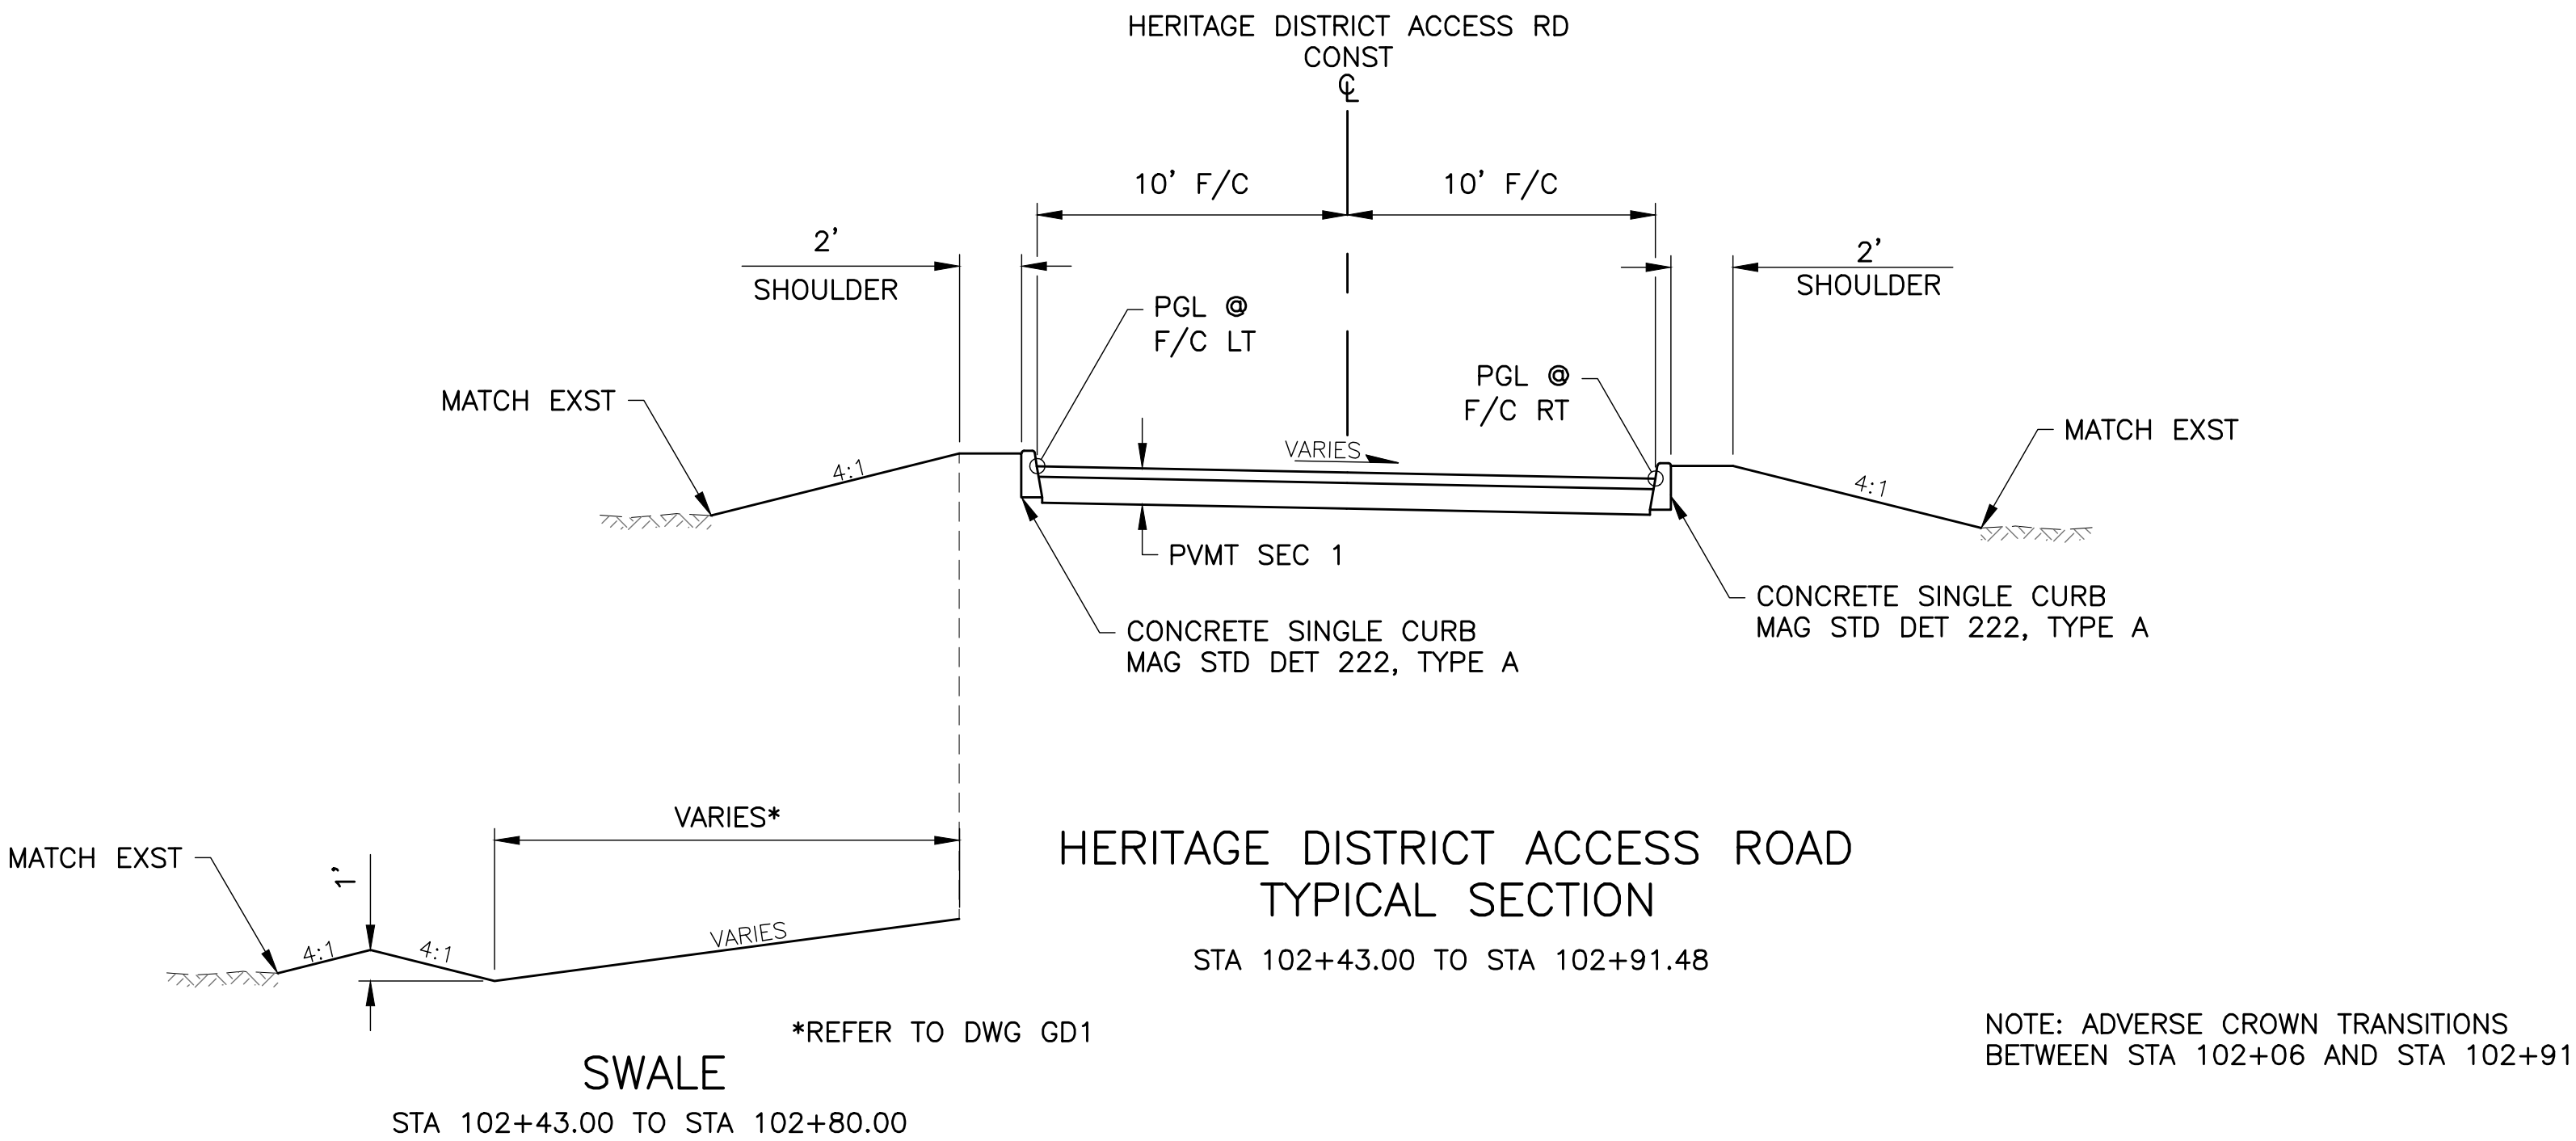 HERITAGE DISTRICT ACCESS RD
CONST
℄
10' F/C
10' F/C
2'
SHOULDER
2'
SHOULDER
PGL @
F/C LT
PGL @
F/C RT
MATCH EXST
MATCH EXST
4:1
VARIES
4:1
PVMT SEC 1
CONCRETE SINGLE CURB
MAG STD DET 222, TYPE A
CONCRETE SINGLE CURB
MAG STD DET 222, TYPE A
VARIES*
MATCH EXST
1'
4:1
4:1
VARIES
HERITAGE DISTRICT ACCESS ROAD
TYPICAL SECTION
STA 102+43.00 TO STA 102+91.48
*REFER TO DWG GD1
SWALE
STA 102+43.00 TO STA 102+80.00
NOTE: ADVERSE CROWN TRANSITIONS
BETWEEN STA 102+06 AND STA 102+91